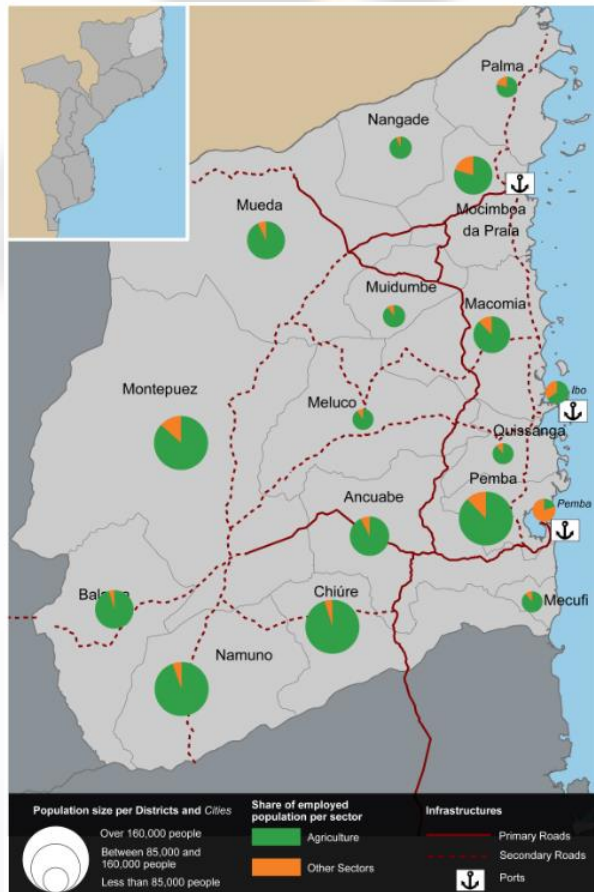 Palma
Nangade
Mocimboa
da Praia
Mueda
Muidumbe
Macomia
Montepuez
Meluco
Ibo
Quissanga
Pemba
Ancuabe
Pemba
Chiúre
Mecufi
Namuno
Population size per Districts and Cities
Over 160,000 people
Between 85,000 and
160,000 people
Less than 85,000 people
Share of employed
population per sector
Agriculture
Other Sectors
Infrastructures
Primary Roads
Secondary Roads
Ports